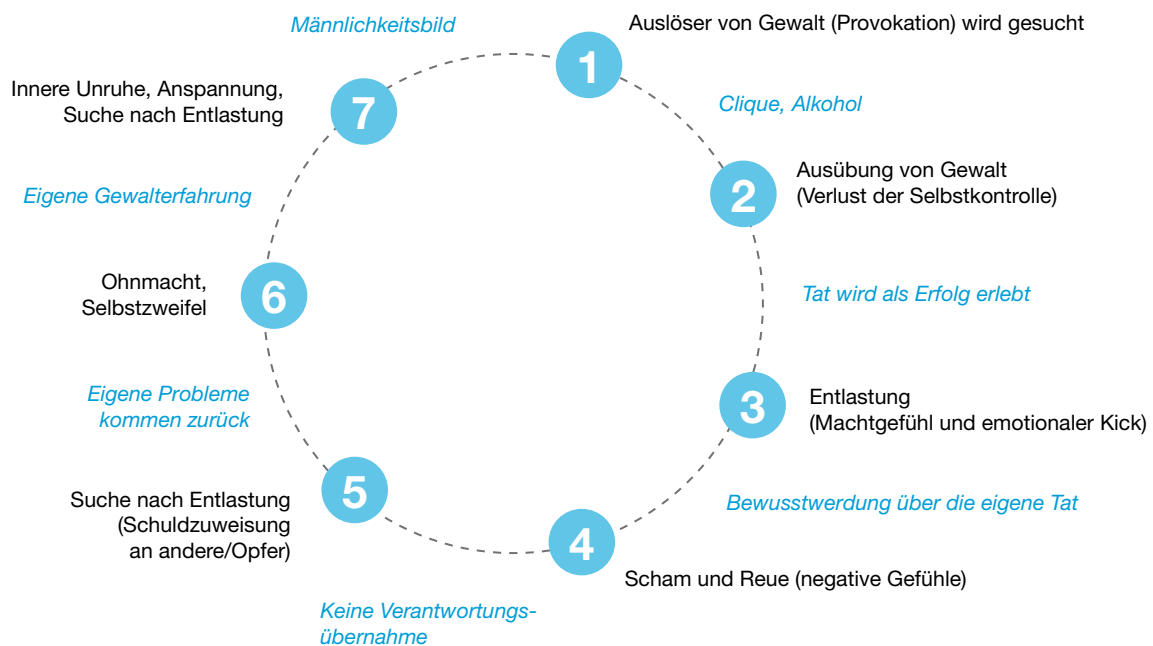 Männlichkeitsbild
1
Auslöser von Gewalt (Provokation) wird gesucht
Clique, Alkohol
2
Ausübung von Gewalt
(Verlust der Selbstkontrolle)
Tat wird als Erfolg erlebt
3
Entlastung
(Machtgefühl und emotionaler Kick)
Bewusstwerdung über die eigene Tat
4
Scham und Reue (negative Gefühle)
Keine Verantwortungs-
übernahme
5
Suche nach Entlastung
(Schuldzuweisung
an andere/Opfer)
Eigene Probleme
kommen zurück
6
Ohnmacht,
Selbstzweifel
Eigene Gewalterfahrung
7
Innere Unruhe, Anspannung,
Suche nach Entlastung